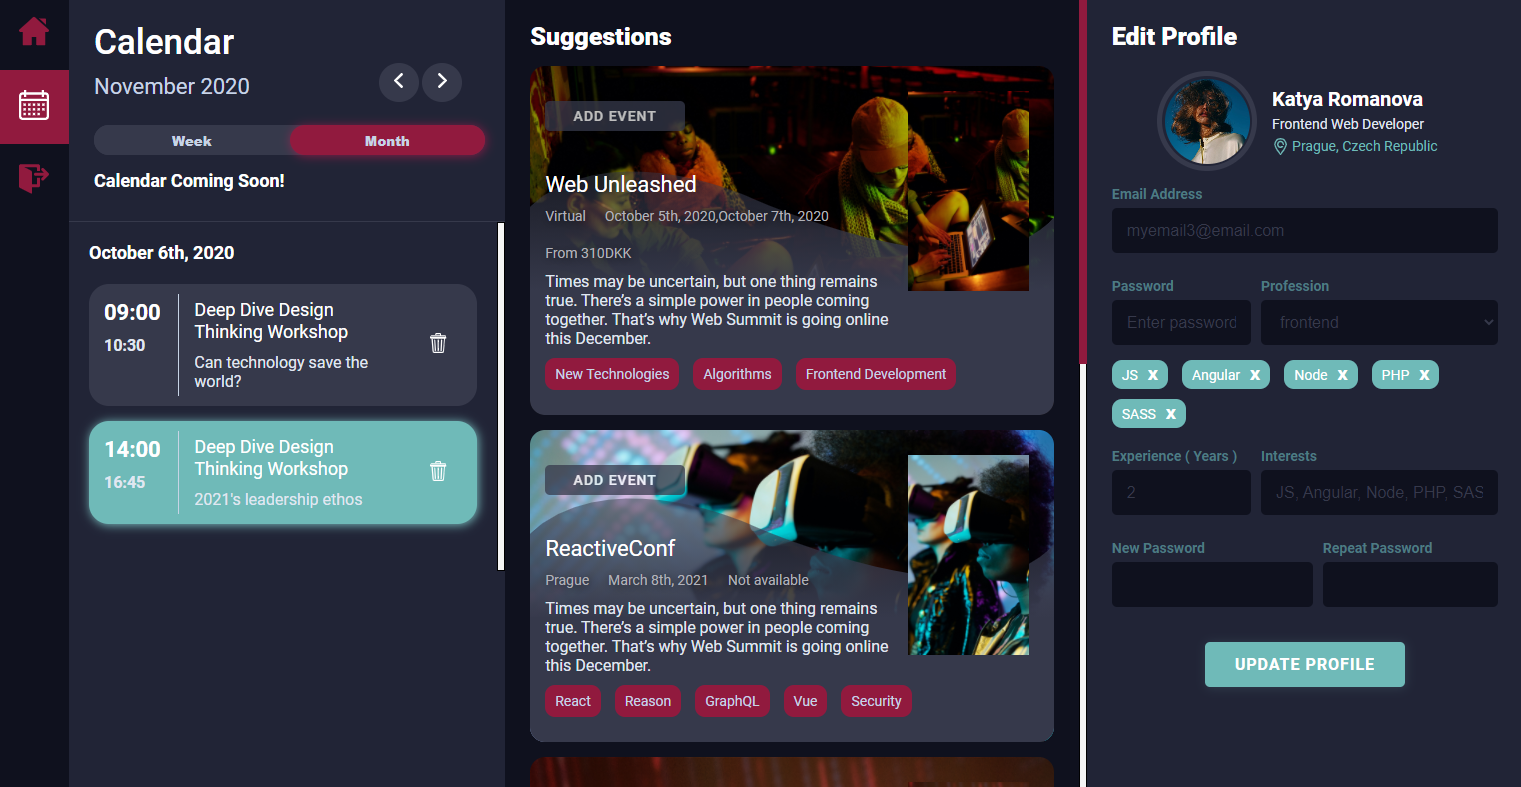 Calendar
November 2020
Week
Month
Calendar Coming Soon!
October 6th, 2020
09:00
10:30
Deep Dive Design
Thinking Workshop
Can technology save the
world?
14:00
16:45
Deep Dive Design
Thinking Workshop
2021's leadership ethos
Suggestions
ADD EVENT
Web Unleashed
Virtual October 5th, 2020,October 7th, 2020
From 310DKK
Times may be uncertain, but one thing remains
true. There's a simple power in people coming
together. That's why Web Summit is going online
this December.
New Technologies Algorithms Frontend Development
ADD EVENT
ReactiveConf
Prague March 8th, 2021 Not available
Times may be uncertain, but one thing remains
true. There's a simple power in people coming
together. That's why Web Summit is going online
this December.
React Reason GraphQL Vue Security
Edit Profile
Katya Romanova
Frontend Web Developer
Prague, Czech Republic
Email Address
myemail3@email.com
Password Profession
Enter password frontend
JS X Angular X Node X PHP X
SASS X
Experience ( Years ) Interests
2 JS, Angular, Node, PHP, SAS
New Password Repeat Password
UPDATE PROFILE